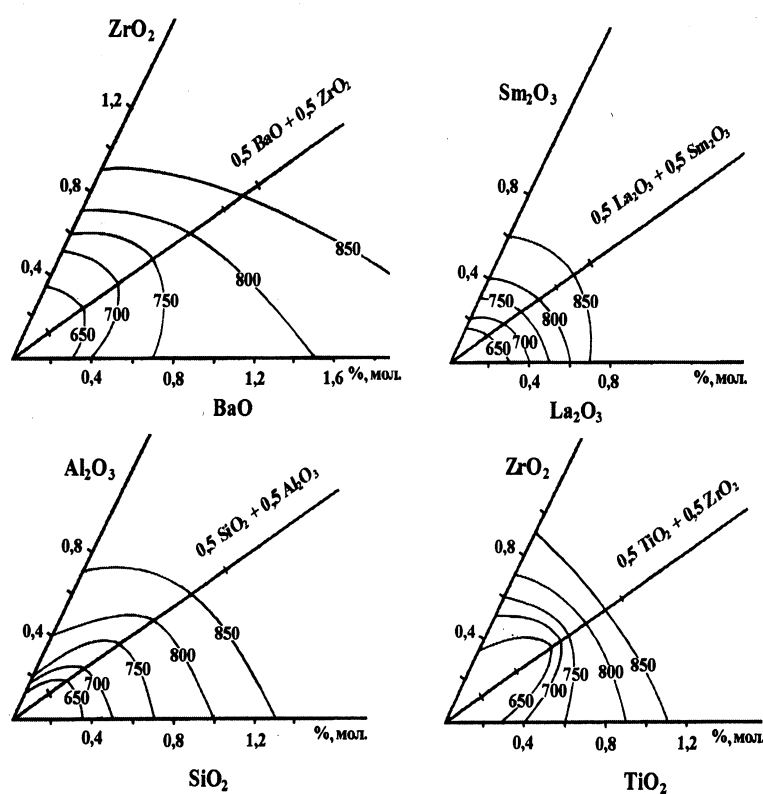 ZrO₂
1,2
0,8
0,4
0,5 BaO + 0,5 ZrO₂
850
800
750
700
650
0,4 0,8 1,2 1,6 %, мол.
BaO
Sm₂O₃
0,8
0,4
0,5 La₂O₃ + 0,5 Sm₂O₃
850
800
750
700
650
0,4 0,8 %, мол.
La₂O₃
Al₂O₃
0,8
0,4
0,5 SiO₂ + 0,5 Al₂O₃
850
800
750
700
650
0,4 0,8 1,2 %, мол.
SiO₂
ZrO₂
0,8
0,4
0,5 TiO₂ + 0,5 ZrO₂
850
800
750
700
650
0,4 0,8 1,2 %, мол.
TiO₂